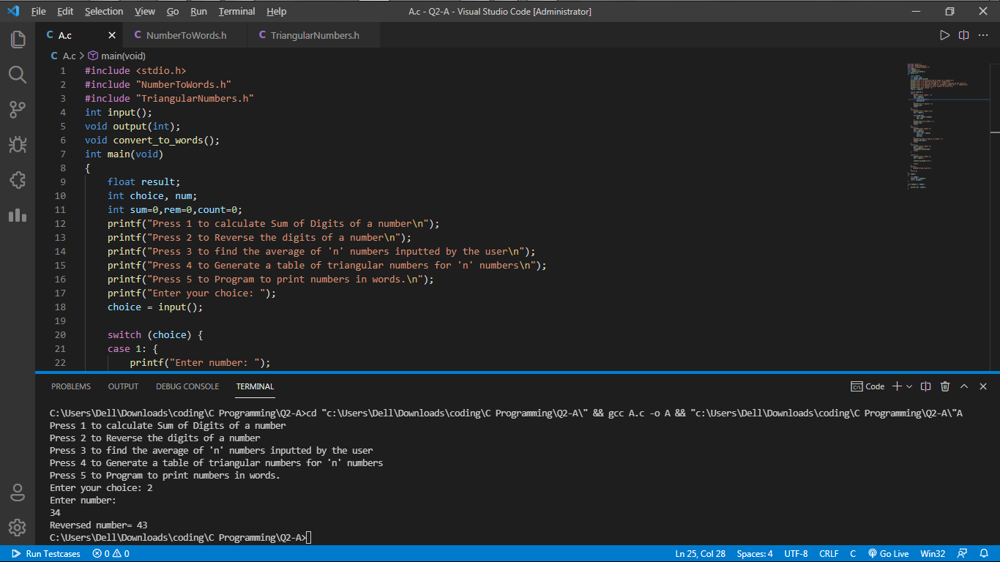 File Edit Selection View Go Run Terminal Help A.c - Q2-A - Visual Studio Code [Administrator]
C A.c C NumberToWords.h C TriangularNumbers.h
C A.c > main(void)
1 #include <stdio.h>
2 #include "NumberToWords.h"
3 #include "TriangularNumbers.h"
4 int input();
5 void output(int);
6 void convert_to_words();
7 int main(void)
8 {
9 float result;
10 int choice, num;
11 int sum=0,rem=0,count=0;
12 printf("Press 1 to calculate Sum of Digits of a number\n");
13 printf("Press 2 to Reverse the digits of a number\n");
14 printf("Press 3 to find the average of 'n' numbers inputted by the user\n");
15 printf("Press 4 to Generate a table of triangular numbers for 'n' numbers\n");
16 printf("Press 5 to Program to print numbers in words.\n");
17 printf("Enter your choice: ");
18 choice = input();
19
20 switch (choice) {
21 case 1: {
22 printf("Enter number: ");
PROBLEMS OUTPUT DEBUG CONSOLE TERMINAL Code
C:\Users\Dell\Downloads\coding\C Programming\Q2-A>cd "c:\Users\Dell\Downloads\coding\C Programming\Q2-A\" && gcc A.c -o A && "c:\Users\Dell\Downloads\coding\C Programming\Q2-A\"A
Press 1 to calculate Sum of Digits of a number
Press 2 to Reverse the digits of a number
Press 3 to find the average of 'n' numbers inputted by the user
Press 4 to Generate a table of triangular numbers for 'n' numbers
Press 5 to Program to print numbers in words.
Enter your choice: 2
Enter number:
34
Reversed number= 43
C:\Users\Dell\Downloads\coding\C Programming\Q2-A>
Run Testcases 0 0 Ln 25, Col 28 Spaces: 4 UTF-8 CRLF C Go Live Win32